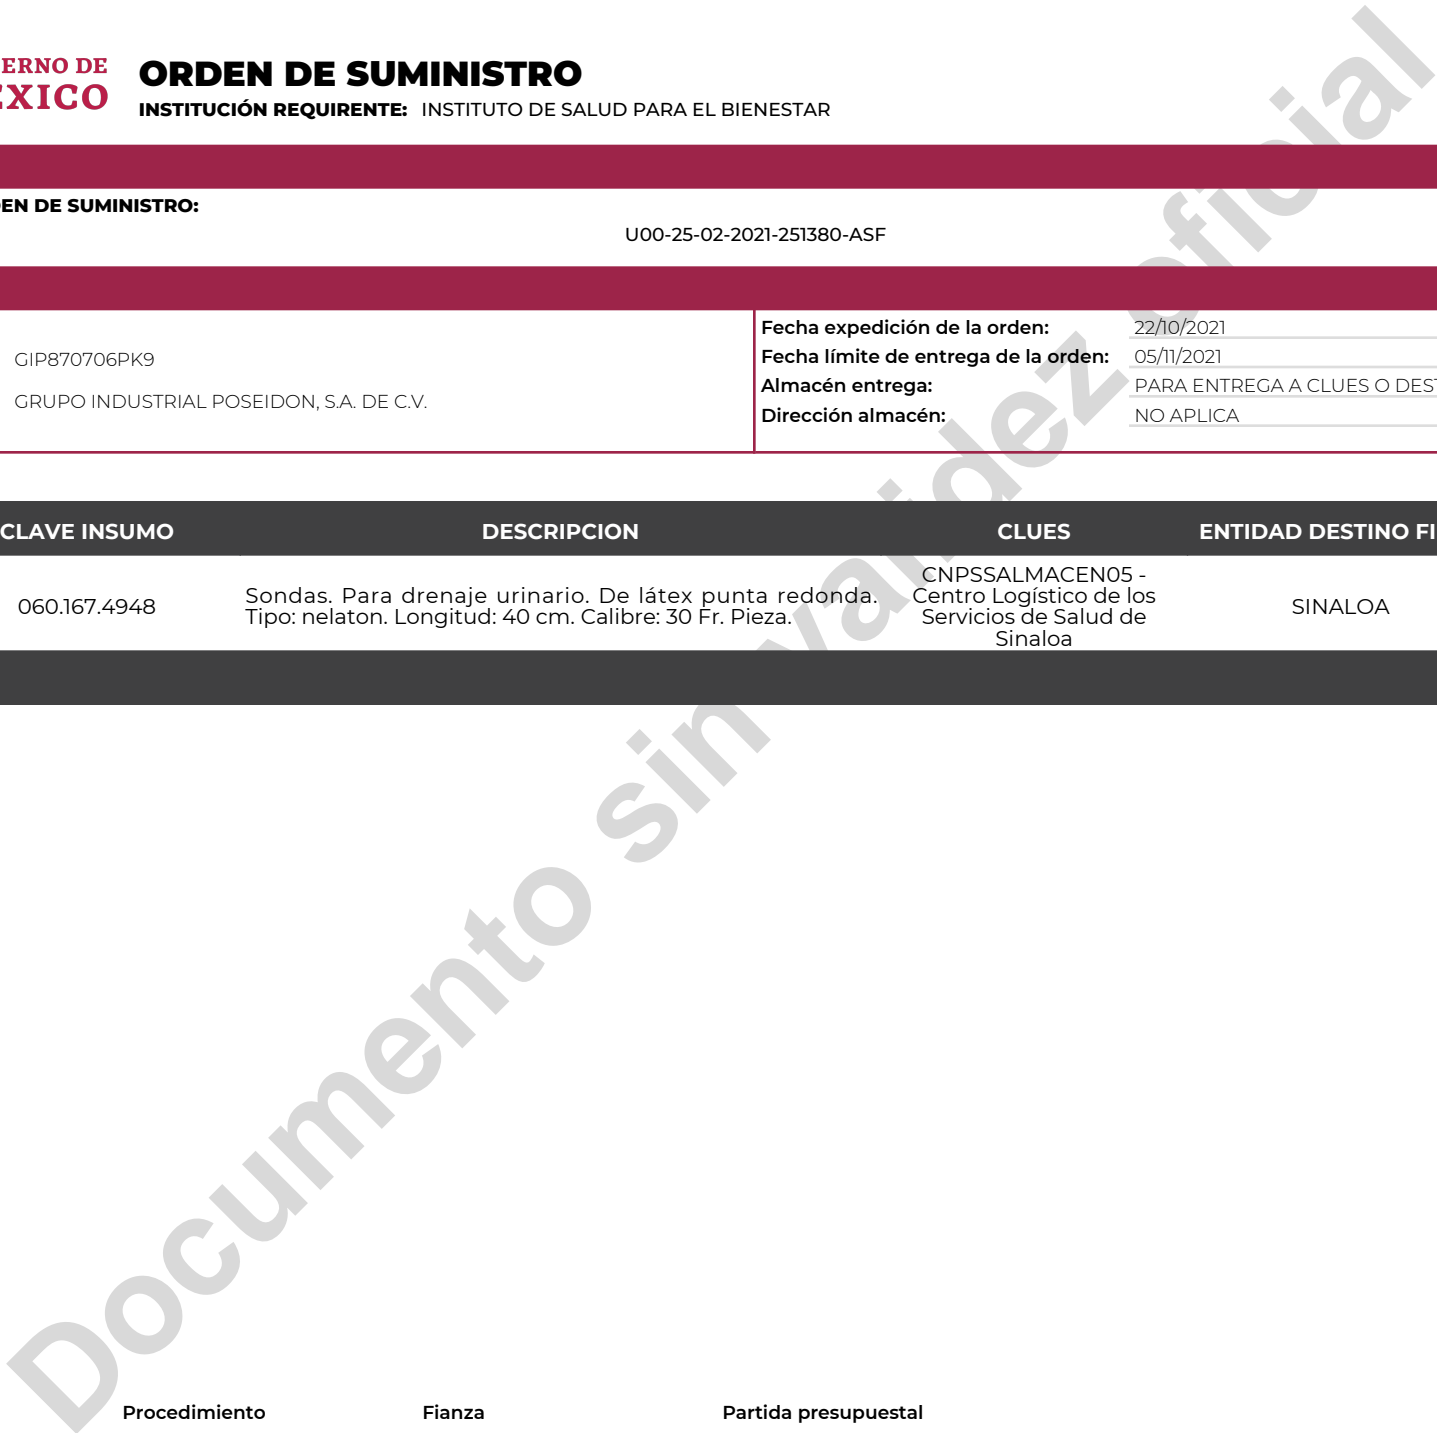 ERNO DE
EXICO
ORDEN DE SUMINISTRO
INSTITUCIÓN REQUIRENTE: INSTITUTO DE SALUD PARA EL BIENESTAR
EN DE SUMINISTRO:
U00-25-02-2021-251380-ASF
GIP870706PK9
GRUPO INDUSTRIAL POSEIDON, S.A. DE C.V.
Fecha expedición de la orden: 22/10/2021
Fecha límite de entrega de la orden: 05/11/2021
Almacén entrega: PARA ENTREGA A CLUES O DEST
Dirección almacén: NO APLICA
CLAVE INSUMO DESCRIPCION CLUES ENTIDAD DESTINO FI
060.167.4948
Sondas. Para drenaje urinario. De látex punta redonda.
Tipo: nelaton. Longitud: 40 cm. Calibre: 30 Fr. Pieza.
CNPSSALMACEN05 -
Centro Logístico de los
Servicios de Salud de
Sinaloa
SINALOA
Documento sin validez oficial
Procedimiento Fianza Partida presupuestal